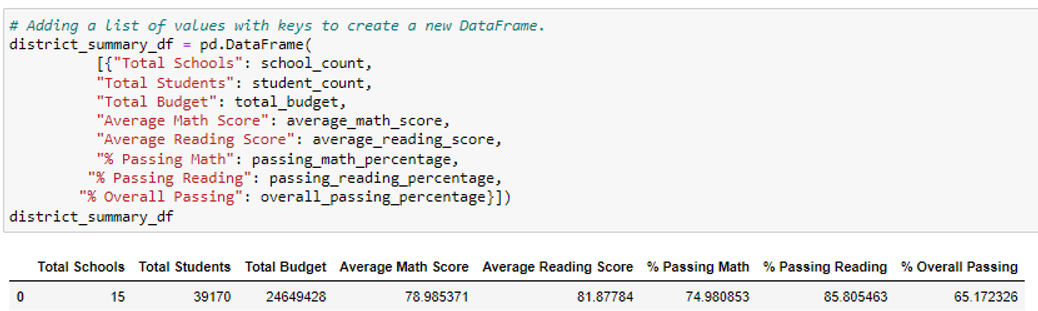 # Adding a list of values with keys to create a new DataFrame.
district_summary_df = pd.DataFrame(
[{"Total Schools": school_count,
"Total Students": student_count,
"Total Budget": total_budget,
"Average Math Score": average_math_score,
"Average Reading Score": average_reading_score,
"% Passing Math": passing_math_percentage,
"% Passing Reading": passing_reading_percentage,
"% Overall Passing": overall_passing_percentage}])
district_summary_df
Total Schools Total Students Total Budget Average Math Score Average Reading Score % Passing Math % Passing Reading % Overall Passing
0 15 39170 24649428 78.985371 81.87784 74.980853 85.805463 65.172326